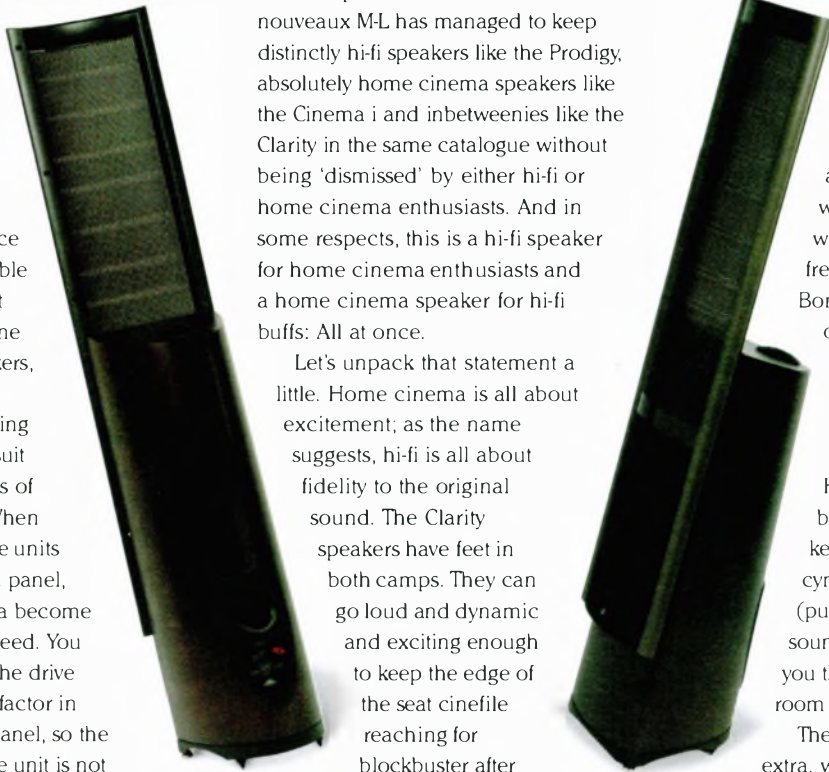 ce
ble
t
ne
ers,
ing
suit
s of
hen
e units
panel,
a become
eed. You
he drive
factor in
anel, so the
e unit is not
nouveaux M-L has managed to keep
distinctly hi-fi speakers like the Prodigy,
absolutely home cinema speakers like
the Cinema i and inbetweenies like the
Clarity in the same catalogue without
being ‘dismissed’ by either hi-fi or
home cinema enthusiasts. And in
some respects, this is a hi-fi speaker
for home cinema enthusiasts and
a home cinema speaker for hi-fi
buffs: All at once.
Let's unpack that statement a
little. Home cinema is all about
excitement; as the name
suggests, hi-fi is all about
fidelity to the original
sound. The Clarity
speakers have feet in
both camps. They can
go loud and dynamic
and exciting enough
to keep the edge of
the seat cinefile
reaching for
blockbuster after
a
w
w
fre
Bor
H
b
ke
cyr
(pu
soun
you t
room
The
extra,